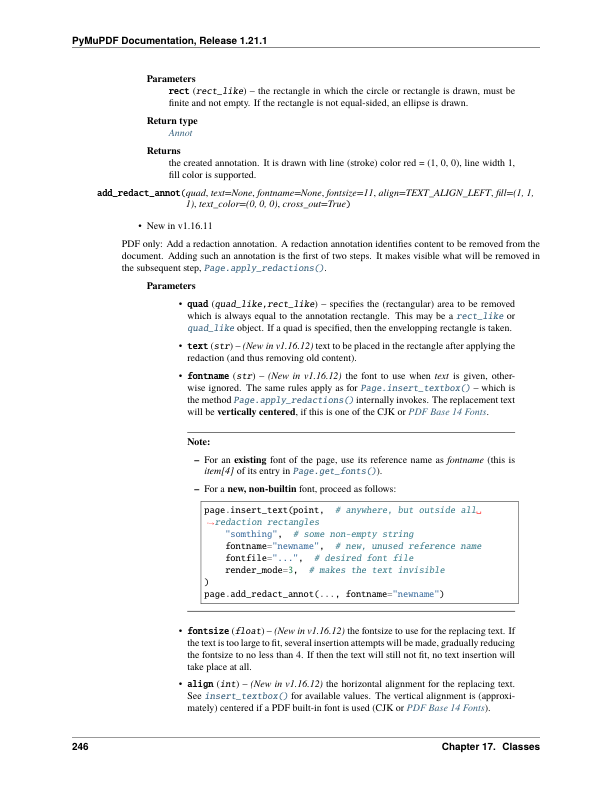 PyMuPDF Documentation, Release 1.21.1
Parameters
rect (rect_like) – the rectangle in which the circle or rectangle is drawn, must be
finite and not empty. If the rectangle is not equal-sided, an ellipse is drawn.
Return type
Annot
Returns
the created annotation. It is drawn with line (stroke) color red = (1, 0, 0), line width 1,
fill color is supported.
add_redact_annot(quad, text=None, fontname=None, fontsize=11, align=TEXT_ALIGN_LEFT, fill=(1, 1,
1), text_color=(0, 0, 0), cross_out=True)
• New in v1.16.11
PDF only: Add a redaction annotation. A redaction annotation identifies content to be removed from the
document. Adding such an annotation is the first of two steps. It makes visible what will be removed in
the subsequent step, Page.apply_redactions().
Parameters
• quad (quad_like,rect_like) – specifies the (rectangular) area to be removed
which is always equal to the annotation rectangle. This may be a rect_like or
quad_like object. If a quad is specified, then the envelopping rectangle is taken.
• text (str) – (New in v1.16.12) text to be placed in the rectangle after applying the
redaction (and thus removing old content).
• fontname (str) – (New in v1.16.12) the font to use when text is given, other-
wise ignored. The same rules apply as for Page.insert_textbox() – which is
the method Page.apply_redactions() internally invokes. The replacement text
will be vertically centered, if this is one of the CJK or PDF Base 14 Fonts.
Note:
– For an existing font of the page, use its reference name as fontname (this is
item[4] of its entry in Page.get_fonts()).
– For a new, non-builtin font, proceed as follows:
page.insert_text(point,  # anywhere, but outside all␣
↪redaction rectangles
    "somthing",  # some non-empty string
    fontname="newname",  # new, unused reference name
    fontfile="...",  # desired font file
    render_mode=3,  # makes the text invisible
)
page.add_redact_annot(..., fontname="newname")
• fontsize (float) – (New in v1.16.12) the fontsize to use for the replacing text. If
the text is too large to fit, several insertion attempts will be made, gradually reducing
the fontsize to no less than 4. If then the text will still not fit, no text insertion will
take place at all.
• align (int) – (New in v1.16.12) the horizontal alignment for the replacing text.
See insert_textbox() for available values. The vertical alignment is (approxi-
mately) centered if a PDF built-in font is used (CJK or PDF Base 14 Fonts).
246 Chapter 17. Classes